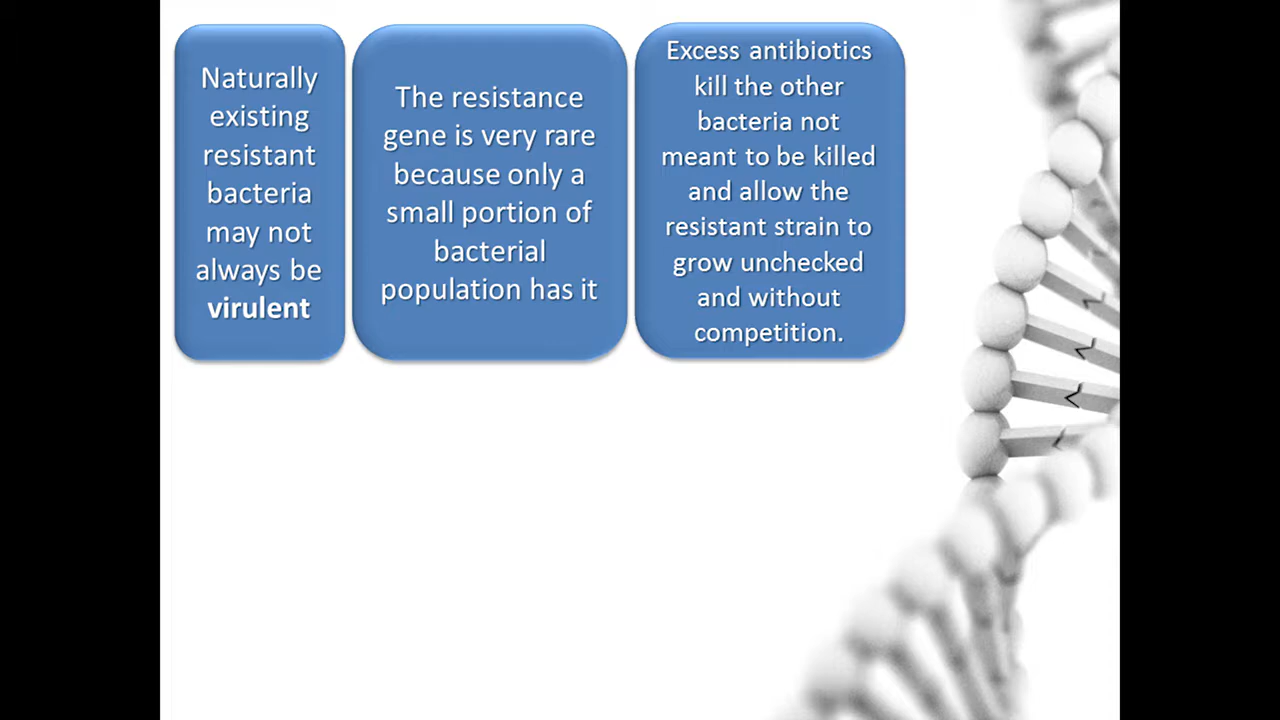 Naturally
existing
resistant
bacteria
may not
always be
virulent
The resistance
gene is very rare
because only a
small portion of
bacterial
population has it
Excess antibiotics
kill the other
bacteria not
meant to be killed
and allow the
resistant strain to
grow unchecked
and without
competition.